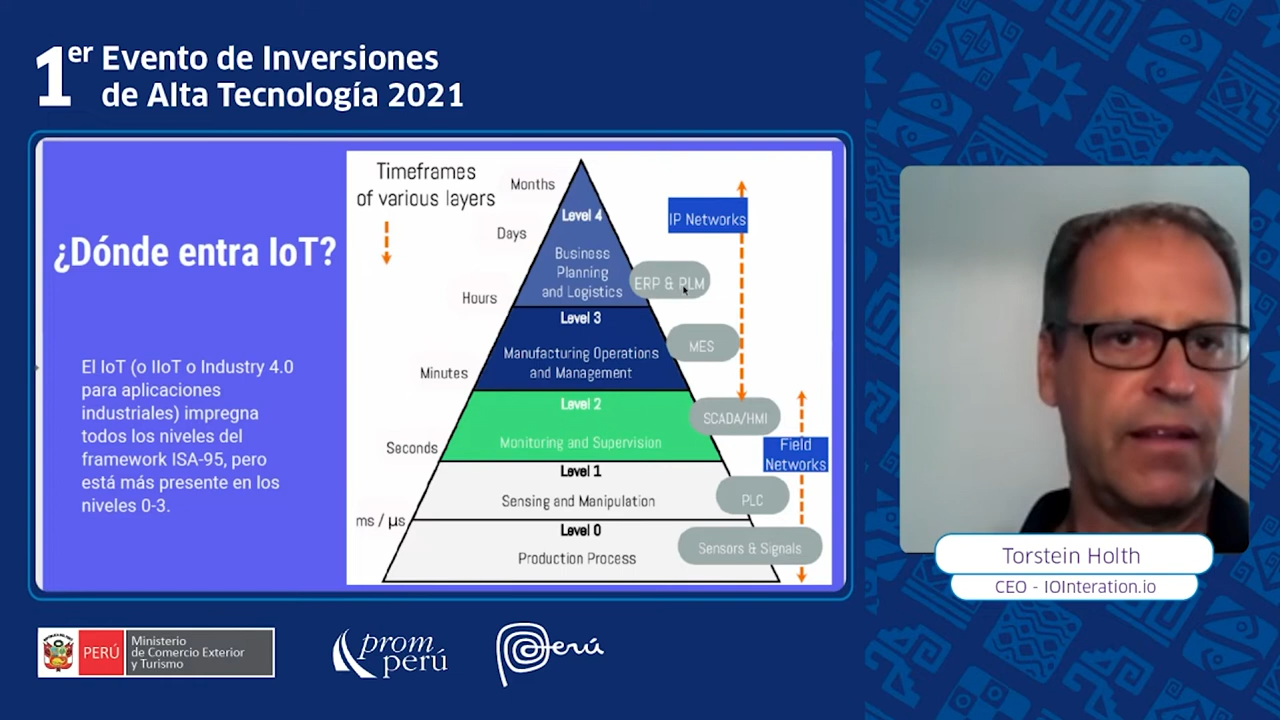 1er Evento de Inversiones
de Alta Tecnología 2021
¿Dónde entra IoT?
El IoT (o IIoT o Industry 4.0
para aplicaciones
industriales) impregna
todos los niveles del
framework ISA-95, pero
está más presente en los
niveles 0-3.
Timeframes
of various layers
Months
Days
Hours
Minutes
Seconds
ms / µs
Level 4
Business
Planning
and Logistics
Level 3
Manufacturing Operations
and Management
Level 2
Monitoring and Supervision
Level 1
Sensing and Manipulation
Level 0
Production Process
IP Networks
ERP & PLM
MES
SCADA/HMI
Field
Networks
PLC
Sensors & Signals
Torstein Holth
CEO - IOInteration.io
PERÚ
Ministerio
de Comercio Exterior
y Turismo
prom
perú
Perú